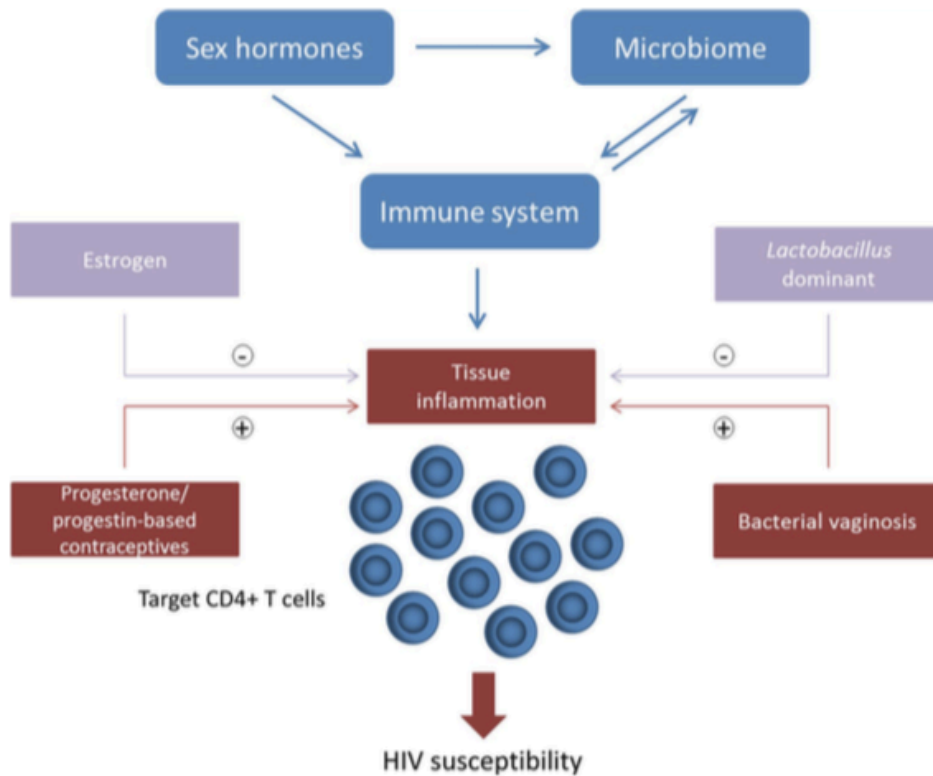 Sex hormones
Microbiome
Immune system
Estrogen
Lactobacillus
dominant
-
-
Tissue
inflammation
+
+
Progesterone/
progestin-based
contraceptives
Bacterial vaginosis
Target CD4+ T cells
HIV susceptibility